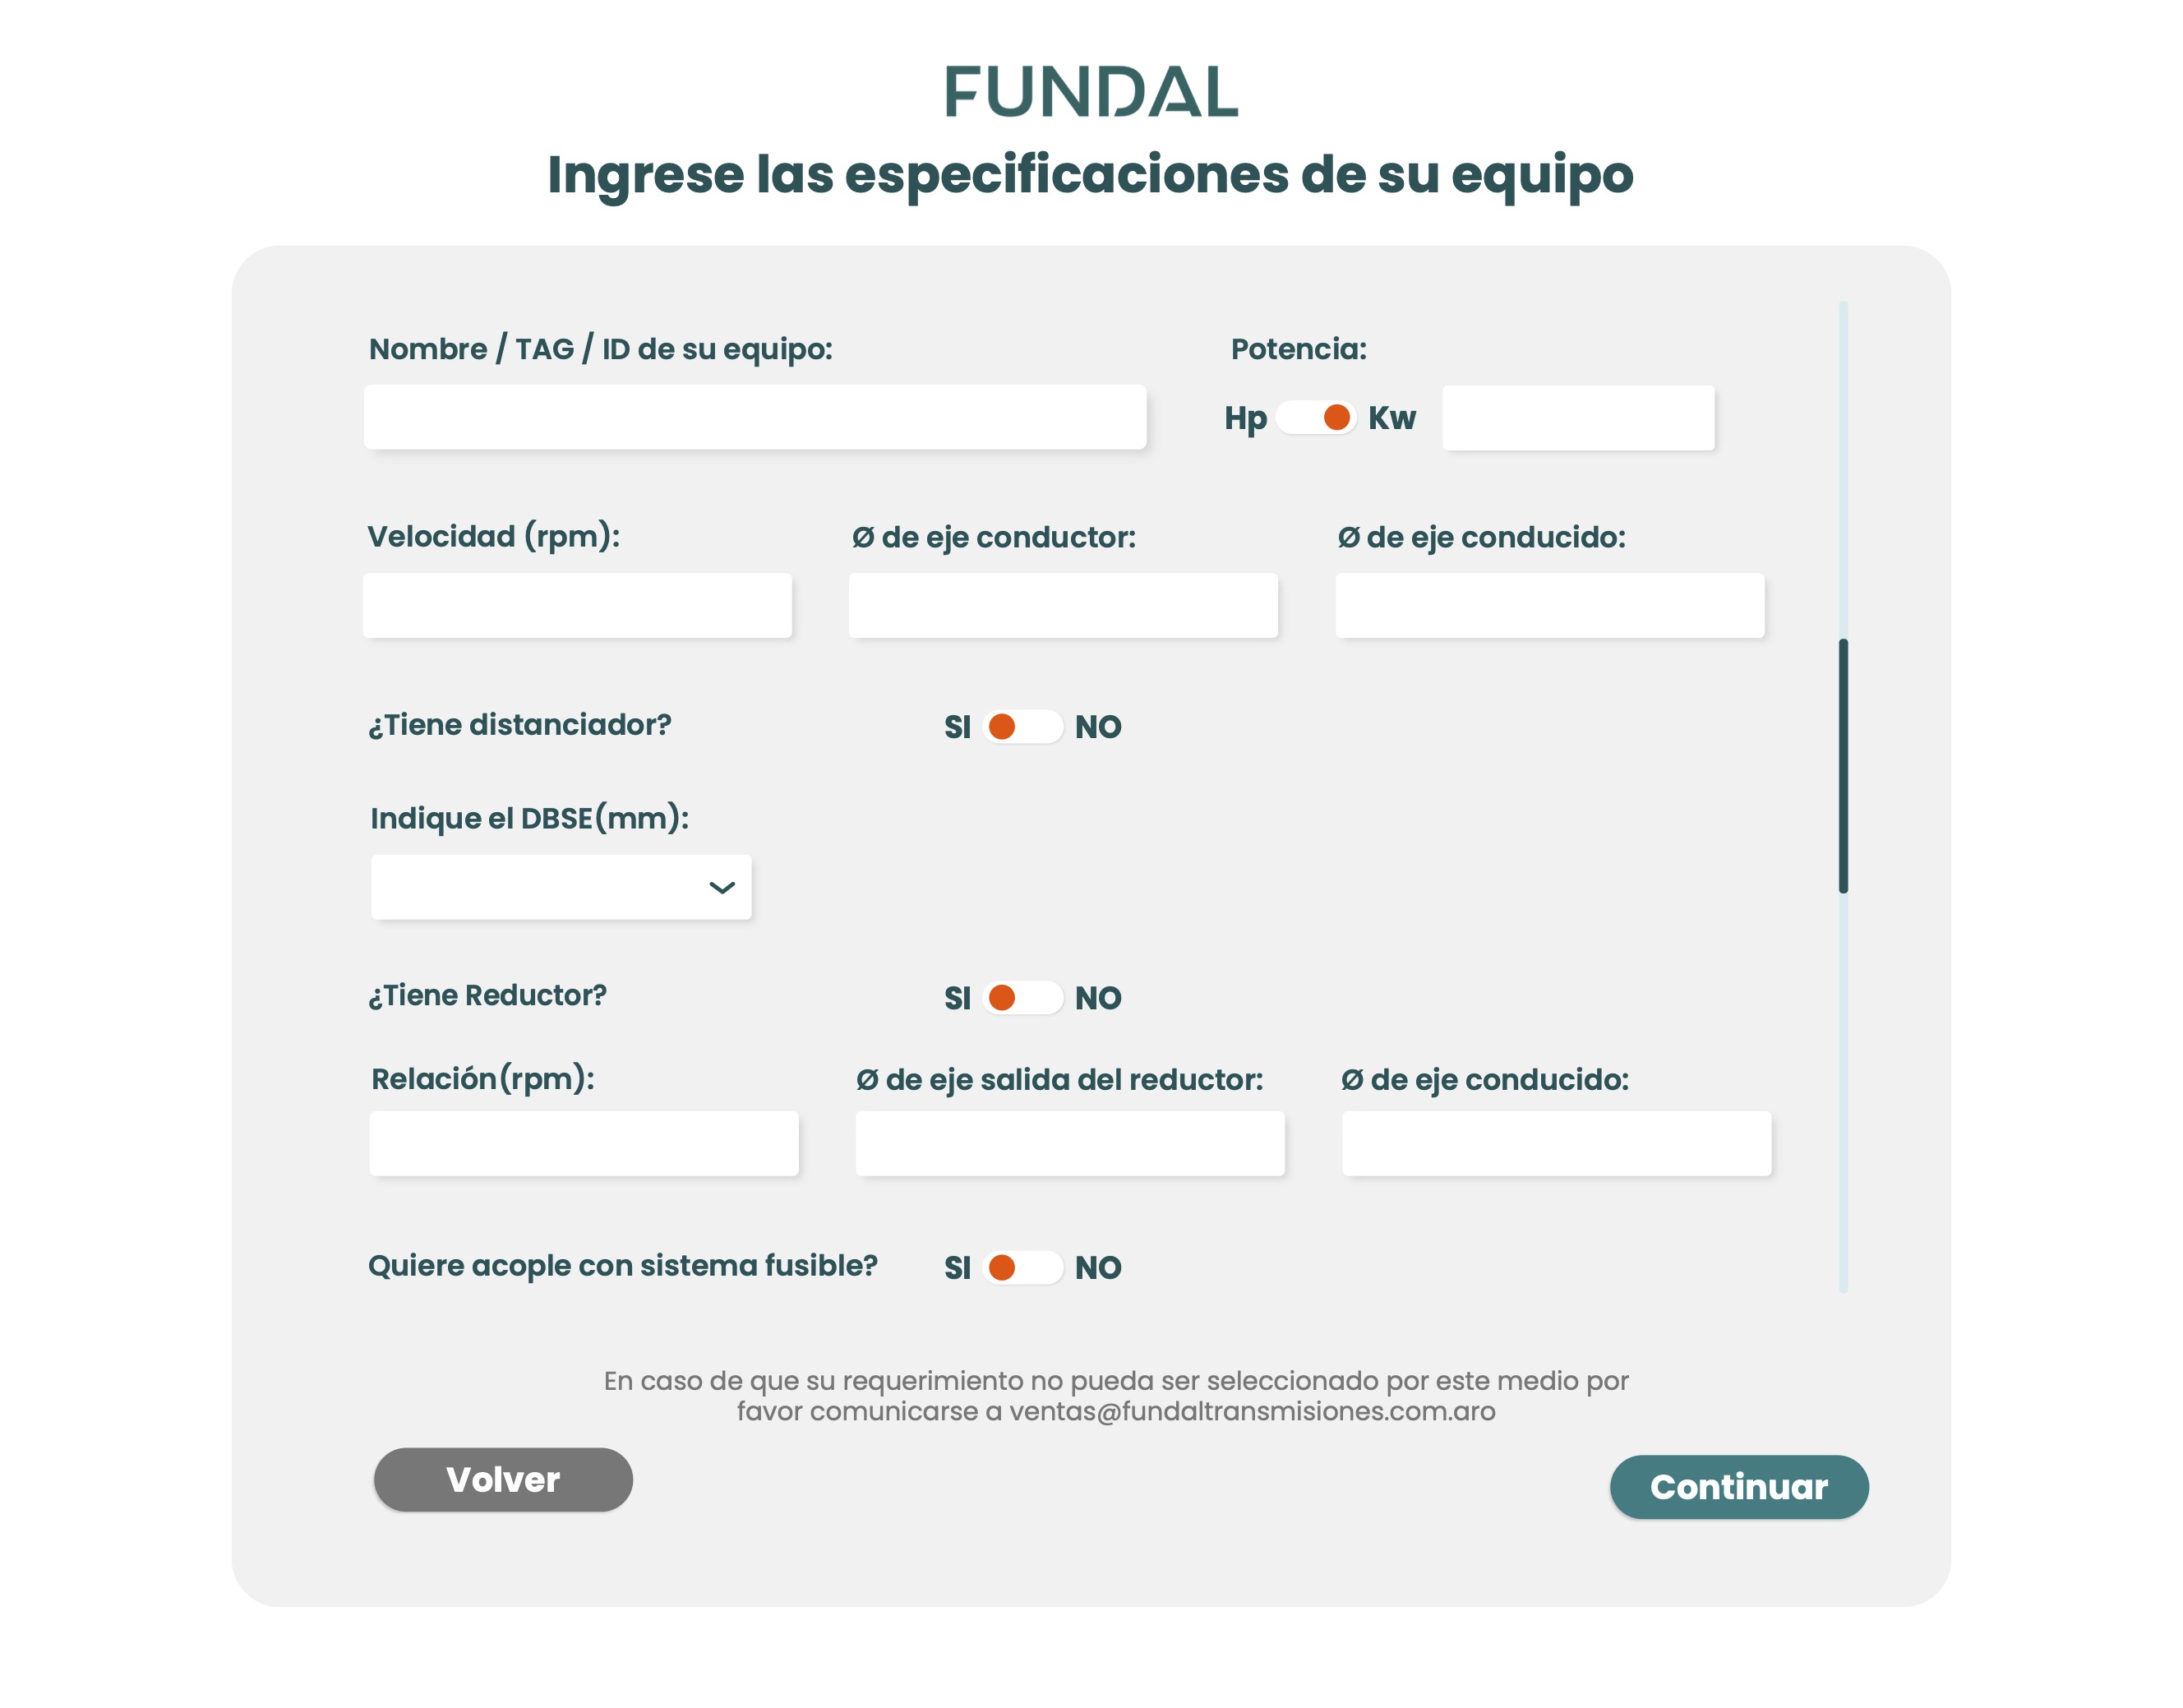 FUNDAL
Ingrese las especificaciones de su equipo
Nombre / TAG / ID de su equipo:
Potencia:
Hp
Kw
Velocidad (rpm):
Ø de eje conductor:
Ø de eje conducido:
¿Tiene distanciador?
SI
NO
Indique el DBSE(mm):
¿Tiene Reductor?
SI
NO
Relación(rpm):
Ø de eje salida del reductor:
Ø de eje conducido:
Quiere acople con sistema fusible?
SI
NO
En caso de que su requerimiento no pueda ser seleccionado por este medio por
favor comunicarse a ventas@fundaltransmisiones.com.aro
Volver
Continuar